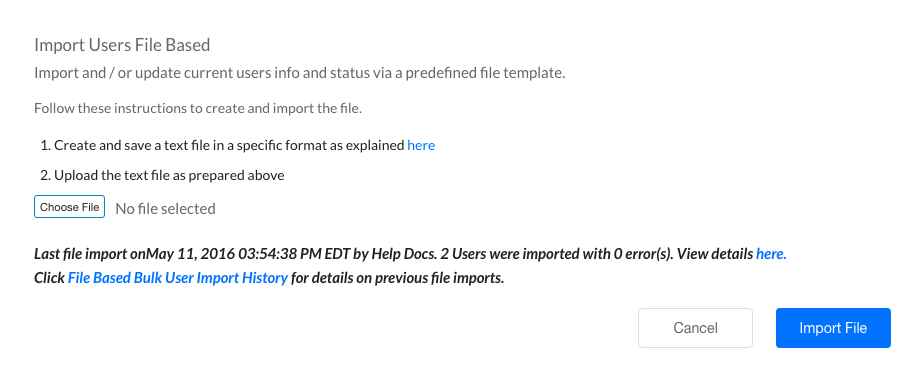 Import Users File Based
Import and / or update current users info and status via a predefined file template.
Follow these instructions to create and import the file.
1. Create and save a text file in a specific format as explained here
2. Upload the text file as prepared above
Choose File No file selected
Last file import onMay 11, 2016 03:54:38 PM EDT by Help Docs. 2 Users were imported with 0 error(s). View details here.
Click File Based Bulk User Import History for details on previous file imports.
Cancel Import File